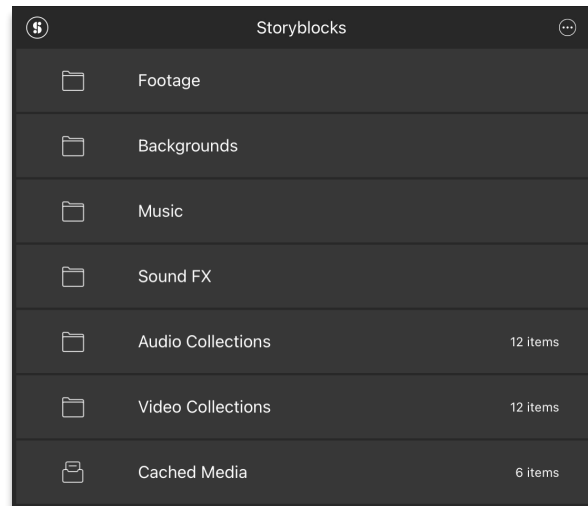 Storyblocks
Footage
Backgrounds
Music
Sound FX
Audio Collections 12 items
Video Collections 12 items
Cached Media 6 items